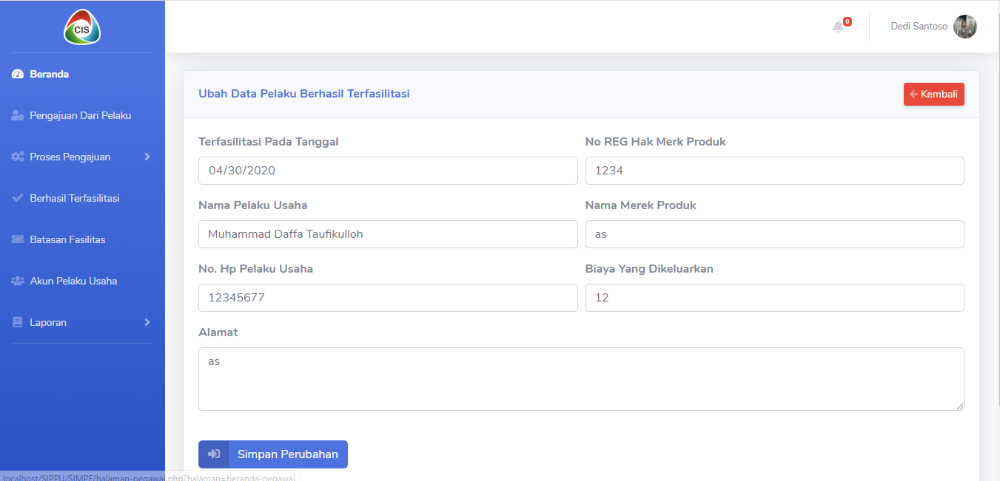 CIS
0
Dedi Santoso
Beranda
Pengajuan Dari Pelaku
Proses Pengajuan
Berhasil Terfasilitasi
Batasan Fasilitas
Akun Pelaku Usaha
Laporan
Ubah Data Pelaku Berhasil Terfasilitasi
Kembali
Terfasilitasi Pada Tanggal
04/30/2020
No REG Hak Merk Produk
1234
Nama Pelaku Usaha
Muhammad Daffa Taufikulloh
Nama Merek Produk
as
No. Hp Pelaku Usaha
12345677
Biaya Yang Dikeluarkan
12
Alamat
as
Simpan Perubahan
localhost/SIPPU/SIMPE/halaman-pegawai.php?halaman=beranda-pegawai